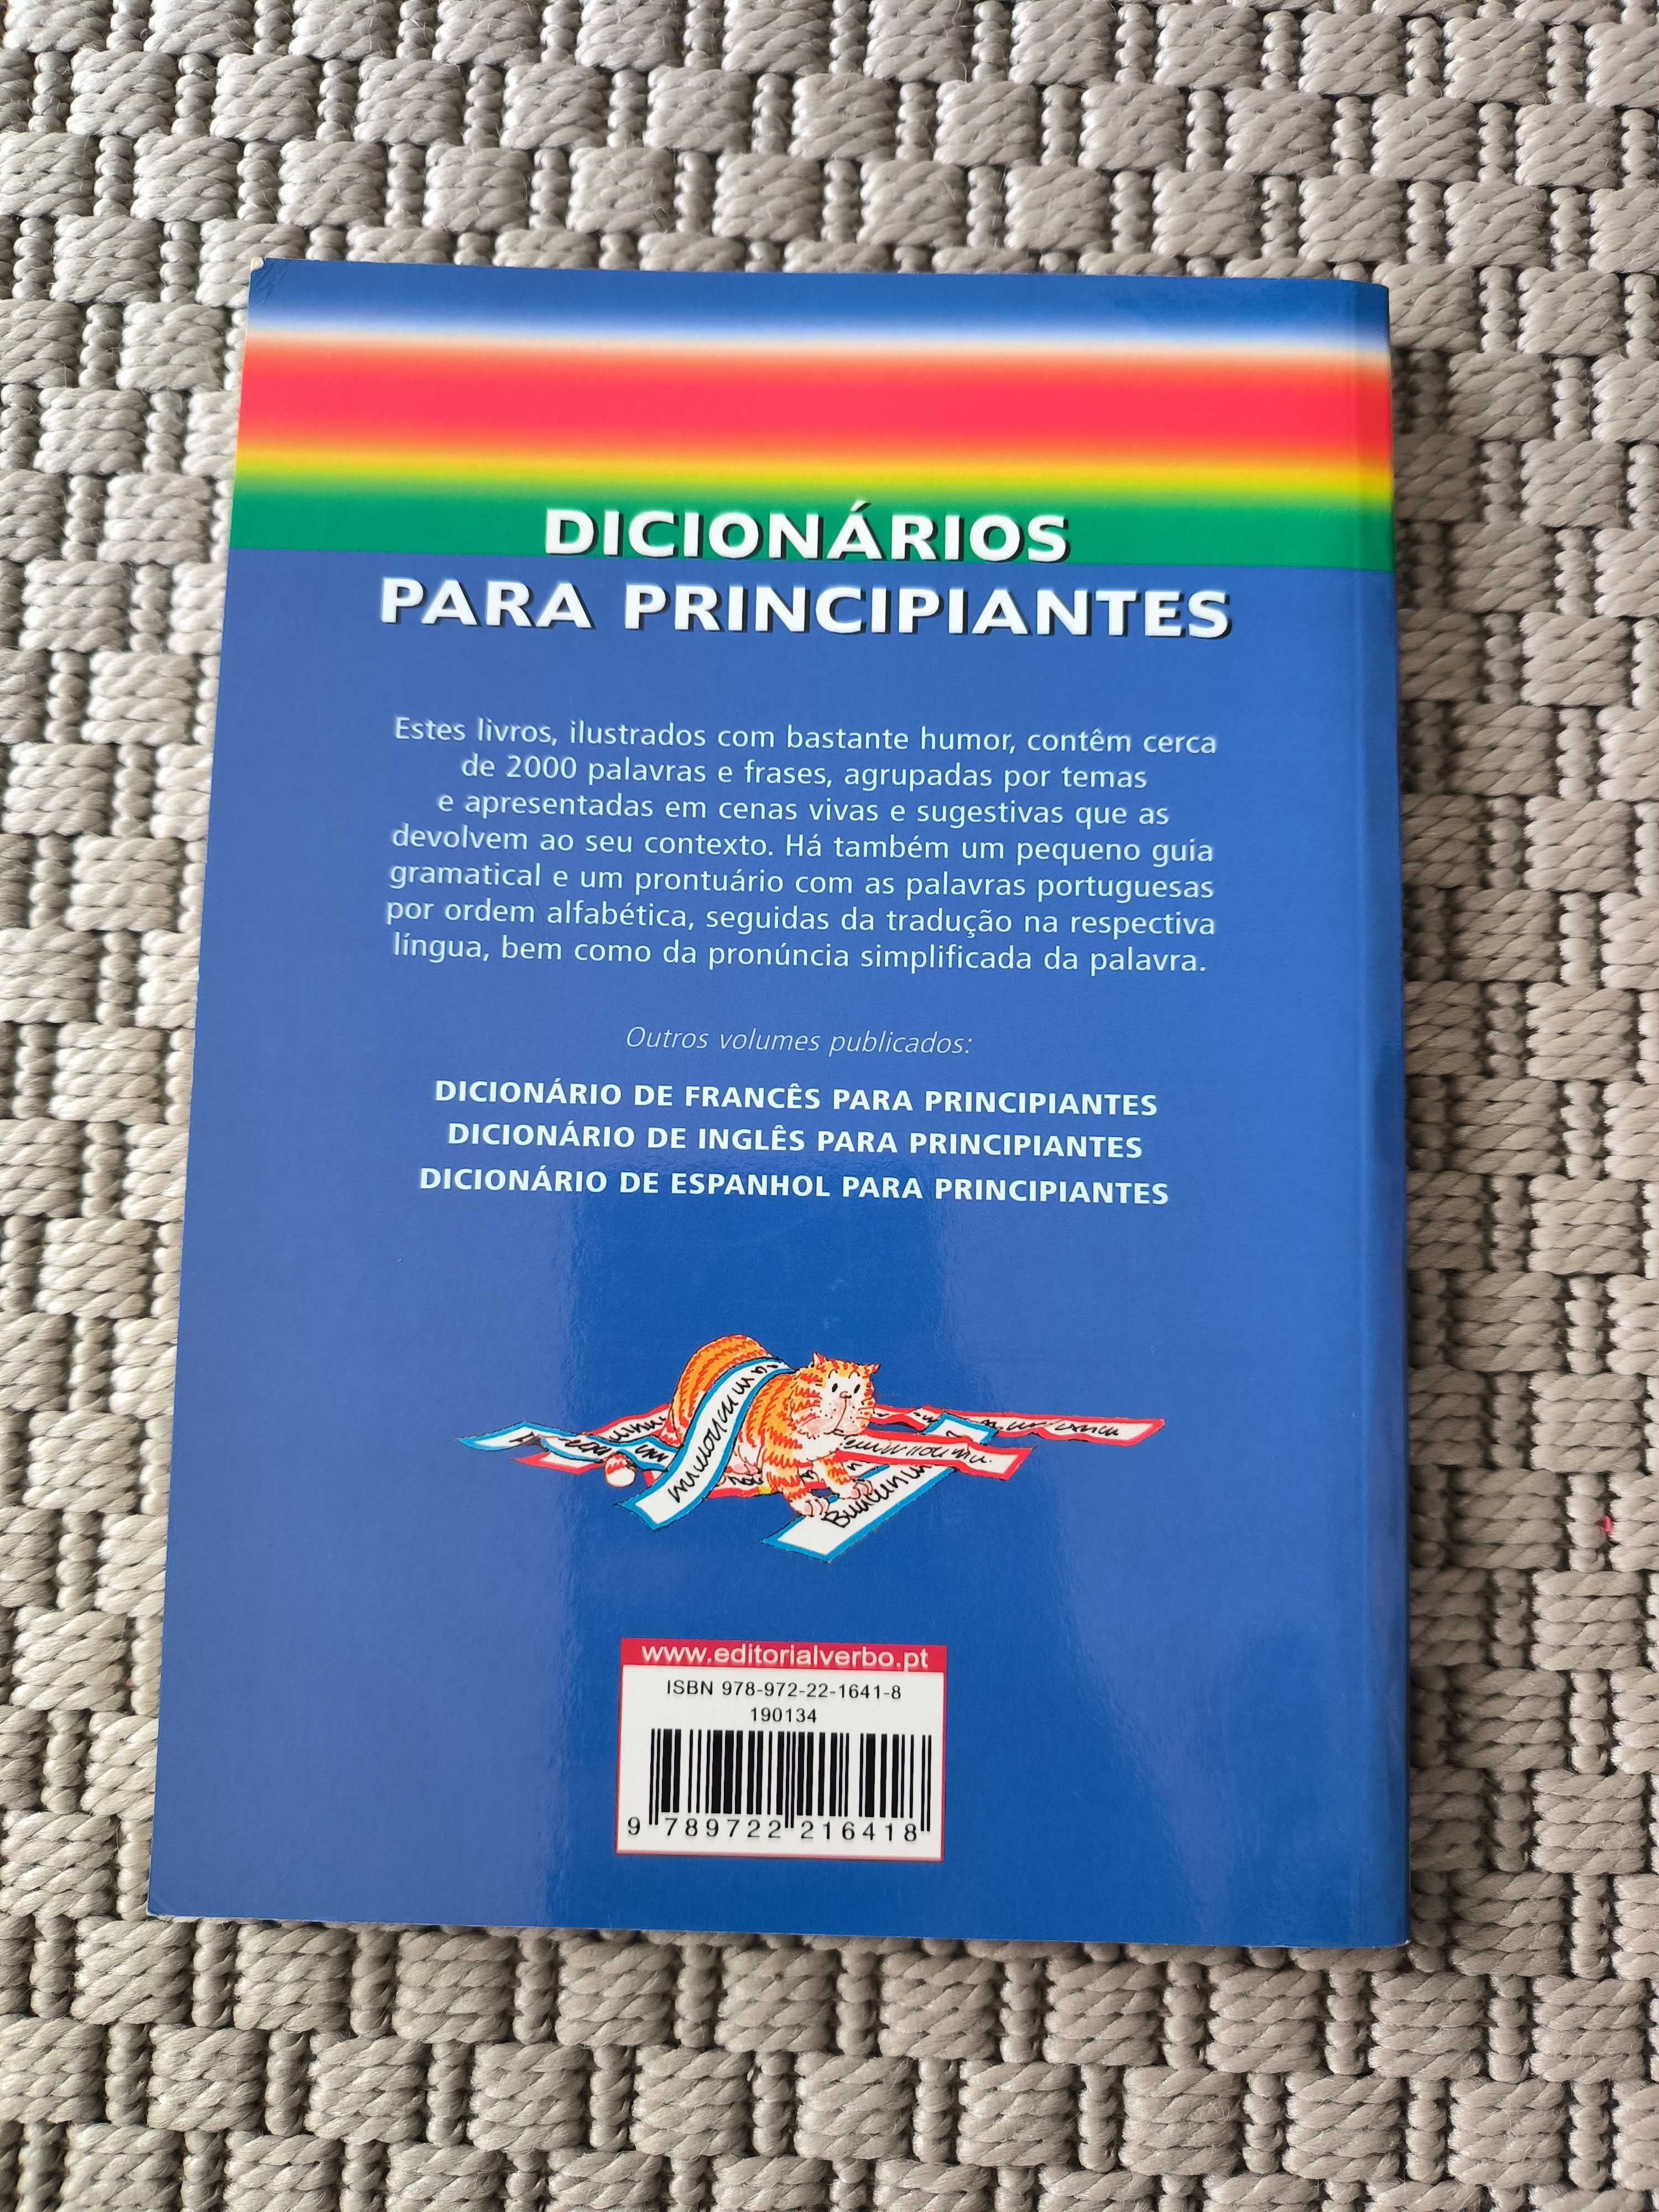 DICIONÁRIOS
PARA PRINCIPIANTES
Estes livros, ilustrados com bastante humor, contêm cerca
de 2000 palavras e frases, agrupadas por temas
e apresentadas em cenas vivas e sugestivas que as
devolvem ao seu contexto. Há também um pequeno guia
gramatical e um prontuário com as palavras portuguesas
por ordem alfabética, seguidas da tradução na respectiva
língua, bem como da pronúncia simplificada da palavra.
Outros volumes publicados:
DICIONÁRIO DE FRANCÊS PARA PRINCIPIANTES
DICIONÁRIO DE INGLÊS PARA PRINCIPIANTES
DICIONÁRIO DE ESPANHOL PARA PRINCIPIANTES
www.editorialverbo.pt
ISBN 978-972-22-1641-8
190134
9 789722 216418